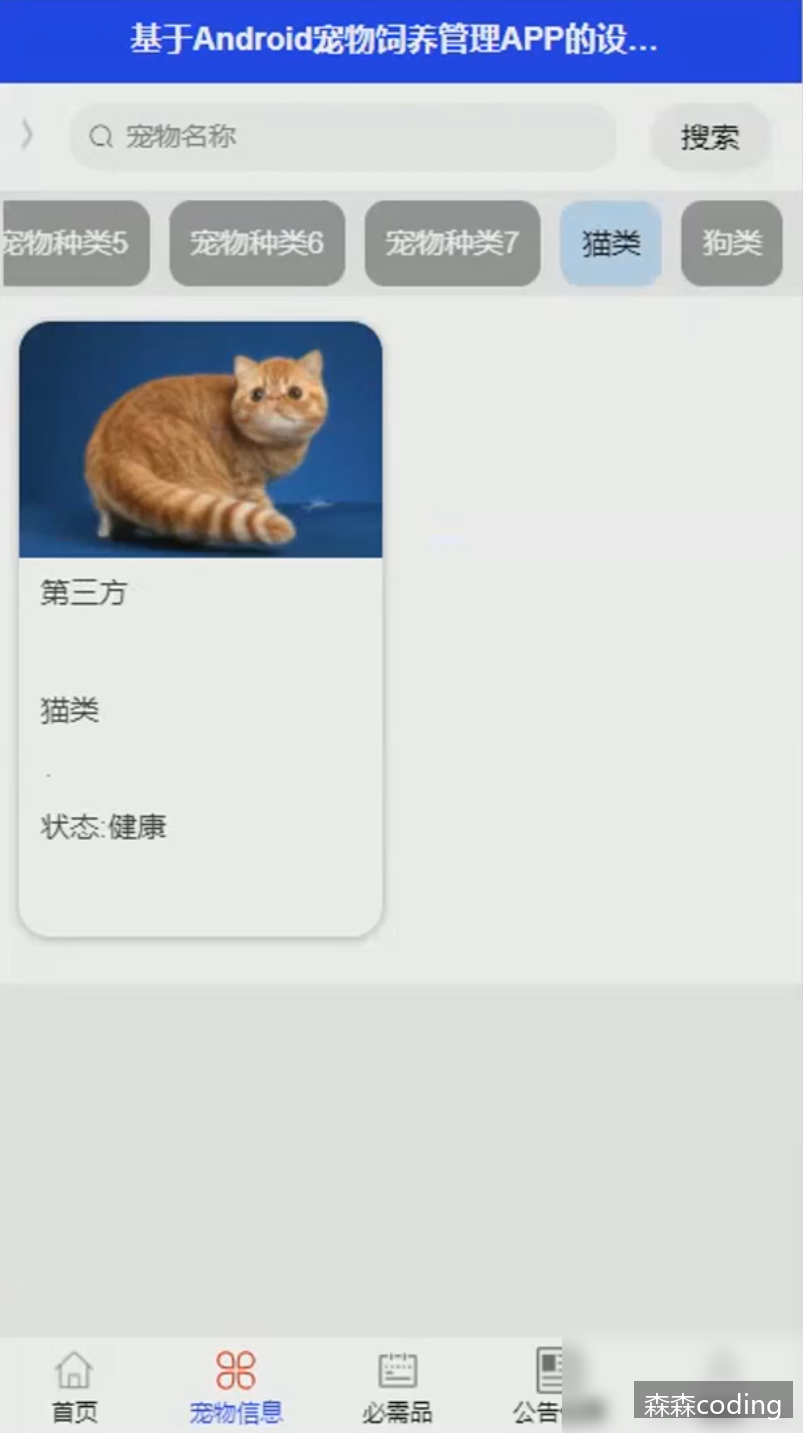 基于Android宠物饲养管理APP的设...
宠物名称
搜索
宠物种类5
宠物种类6
宠物种类7
猫类
狗类
第三方
猫类
状态:健康
首页
宠物信息
必需品
公告
森森coding